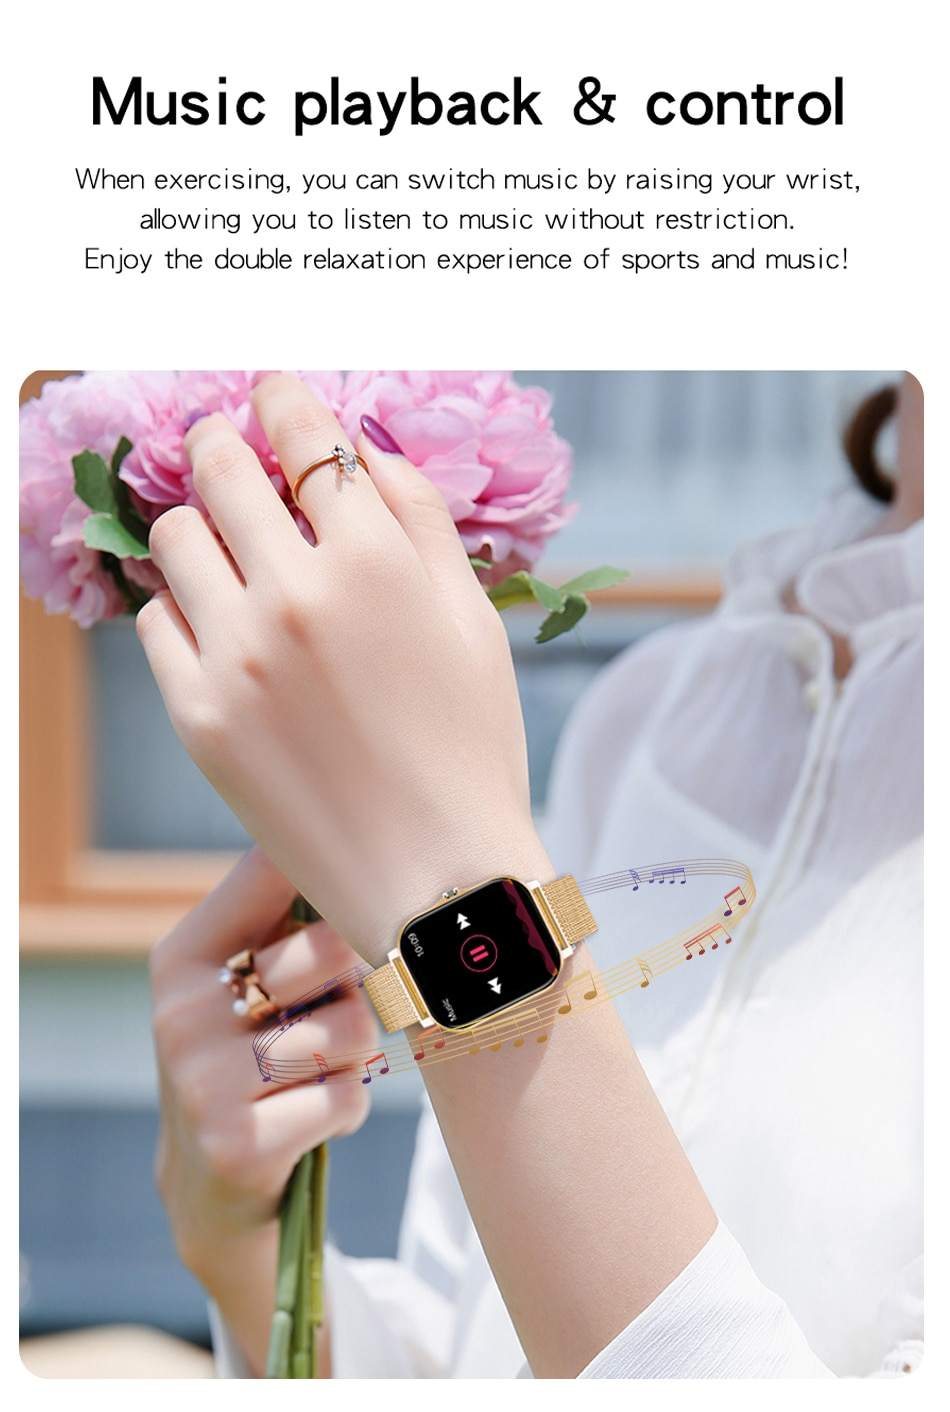 Music playback & control
When exercising, you can switch music by raising your wrist,
allowing you to listen to music without restriction.
Enjoy the double relaxation experience of sports and music!
10:09
Music